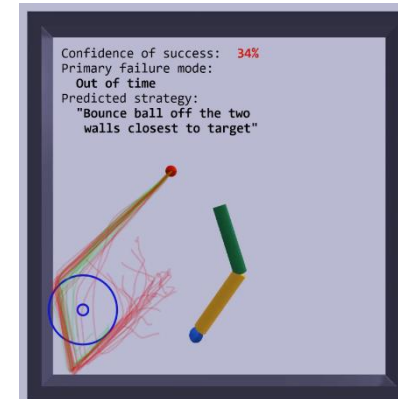 Confidence of success: 34%
Primary failure mode:
Out of time
Predicted strategy:
"Bounce ball off the two
walls closest to target"